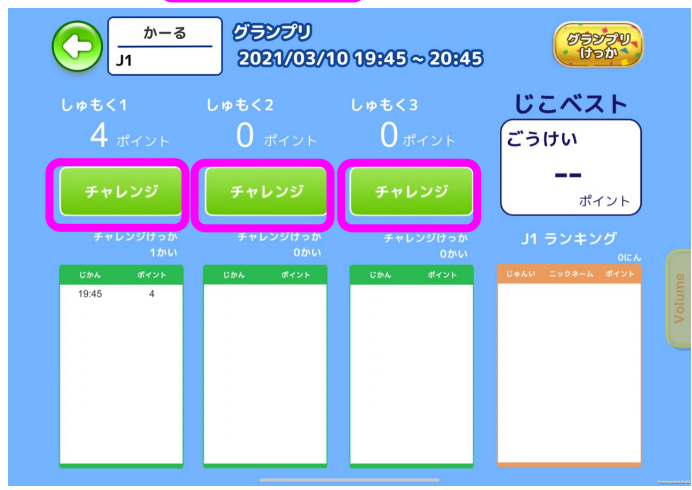 かーる
J1
グランプリ
2021/03/10 19:45 ~ 20:45
グランプリ
けっか
しゅもく1
4 ポイント
チャレンジ
チャレンジけっか
1かい
じかん ポイント
19:45 4
しゅもく2
0 ポイント
チャレンジ
チャレンジけっか
0かい
じかん ポイント
しゅもく3
0 ポイント
チャレンジ
チャレンジけっか
0かい
じかん ポイント
じこベスト
ごうけい
--
ポイント
J1 ランキング
0にん
じゅんい ニックネーム ポイント
Volume
Development Build